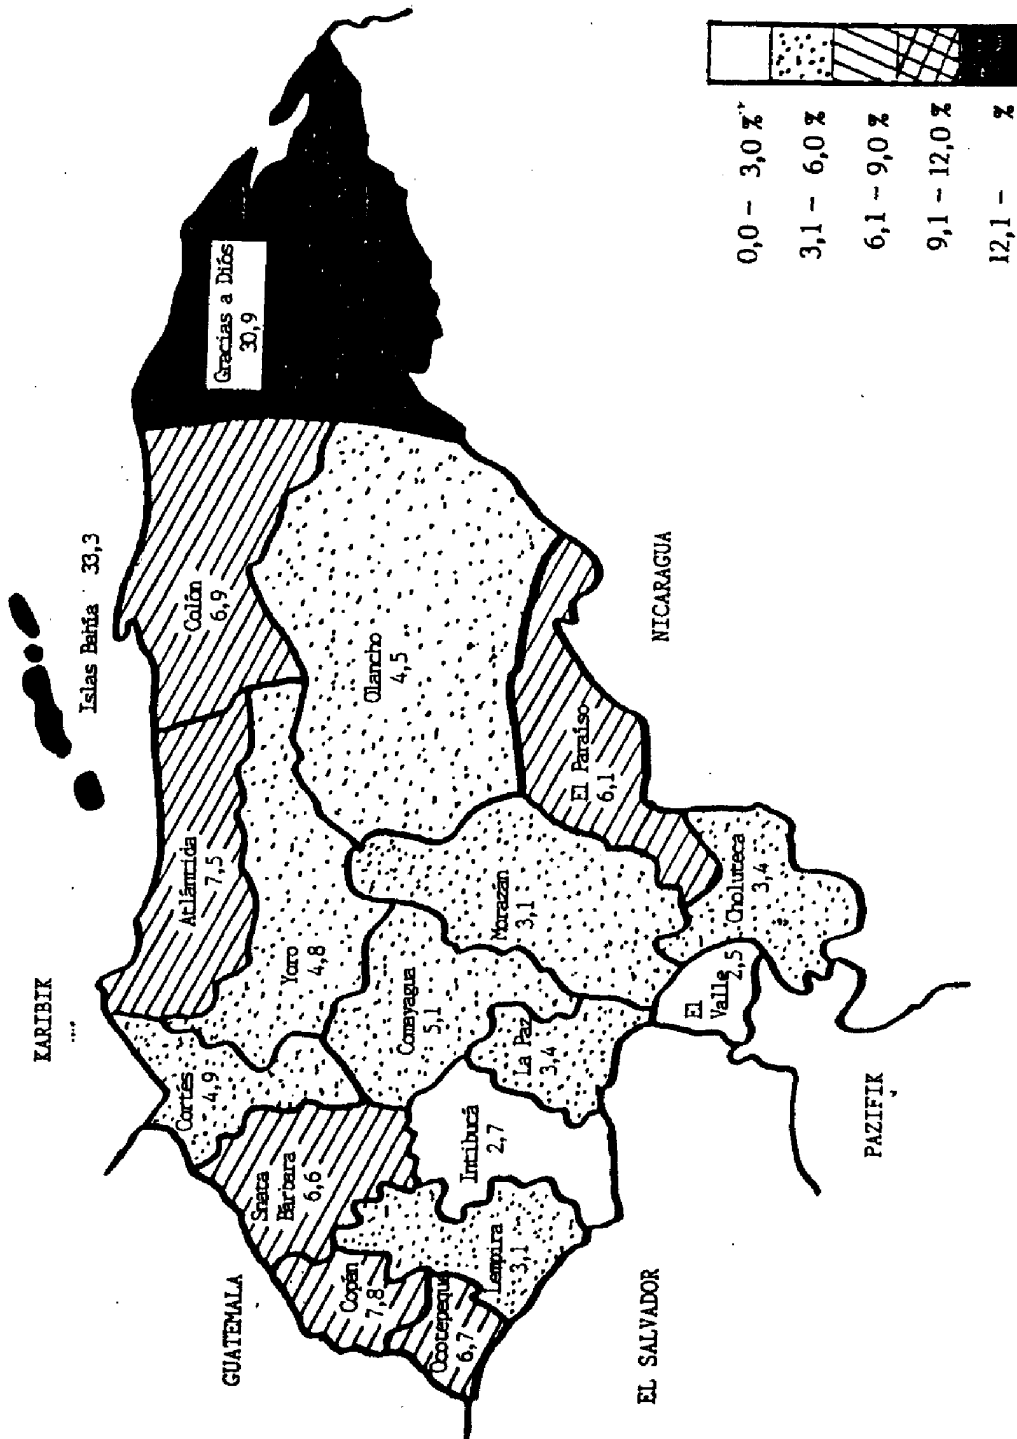 KARIBIK
Islas Bahía 33,3
GUATEMALA
Cortés
4,9
Atlántida
7,5
Colón
6,9
Gracias a Diós
30,9
Snata
Bárbara
6,6
Yoro
4,8
Copán
7,8
Olancho
4,5
Comayagua
5,1
Ocotepeque
6,7
Lempira
3,1
Intibucá
2,7
La Paz
3,4
Morazán
3,1
El Paraíso
6,1
El
Valle
2,5
Choluteca
3,4
EL SALVADOR
NICARAGUA
PAZIFIK
0,0 - 3,0 %
3,1 - 6,0 %
6,1 - 9,0 %
9,1 - 12,0 %
12,1 - %